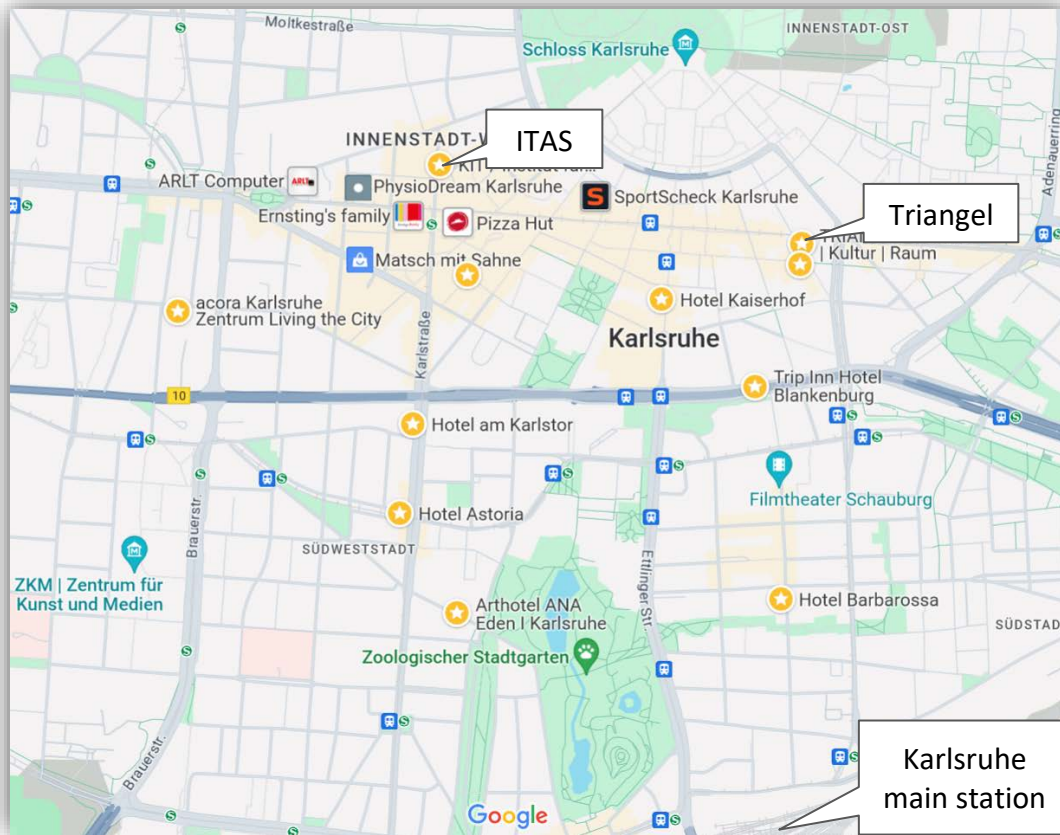 Moltkestraße
INNENSTADT-OST
Schloss Karlsruhe
Adenauerring
INNENSTADT-W
ITAS
ARLT Computer
ARLT
PhysioDream Karlsruhe
S
SportScheck Karlsruhe
Ernsting's family
Pizza Hut
Triangel
| Kultur | Raum
Matsch mit Sahne
acora Karlsruhe
Zentrum Living the City
Hotel Kaiserhof
Karlsruhe
Karlstraße
10
Trip Inn Hotel
Blankenburg
Hotel am Karlstor
Filmtheater Schauburg
Hotel Astoria
Brauerstr.
SÜDWESTSTADT
ZKM | Zentrum für
Kunst und Medien
Ettlinger Str
Arthotel ANA
Eden I Karlsruhe
Hotel Barbarossa
SÜDSTAD
Zoologischer Stadtgarten
Brauerstr.
Karlsruhe
main station
Google